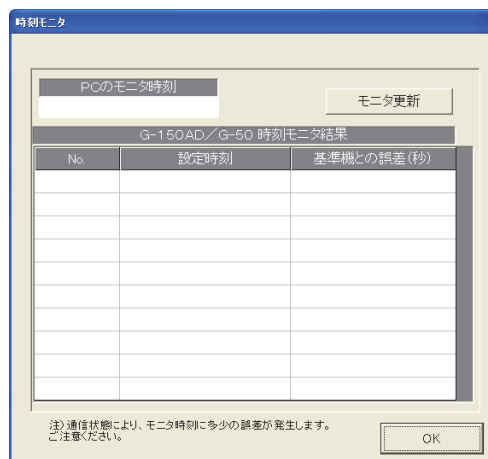 時刻モニタ
PCのモニタ時刻
モニタ更新
G-150AD／G-50 時刻モニタ結果
No. 設定時刻 基準機との誤差(秒)
注) 通信状態により、モニタ時刻に多少の誤差が発生します。
ご注意ください。
OK